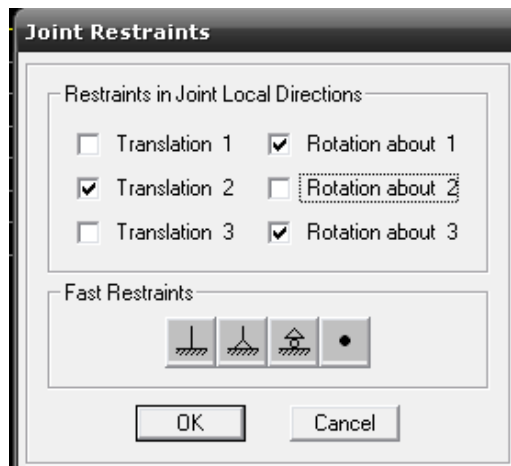 Joint Restraints
Restraints in Joint Local Directions
Translation 1 Rotation about 1
Translation 2 Rotation about 2
Translation 3 Rotation about 3
Fast Restraints
OK Cancel